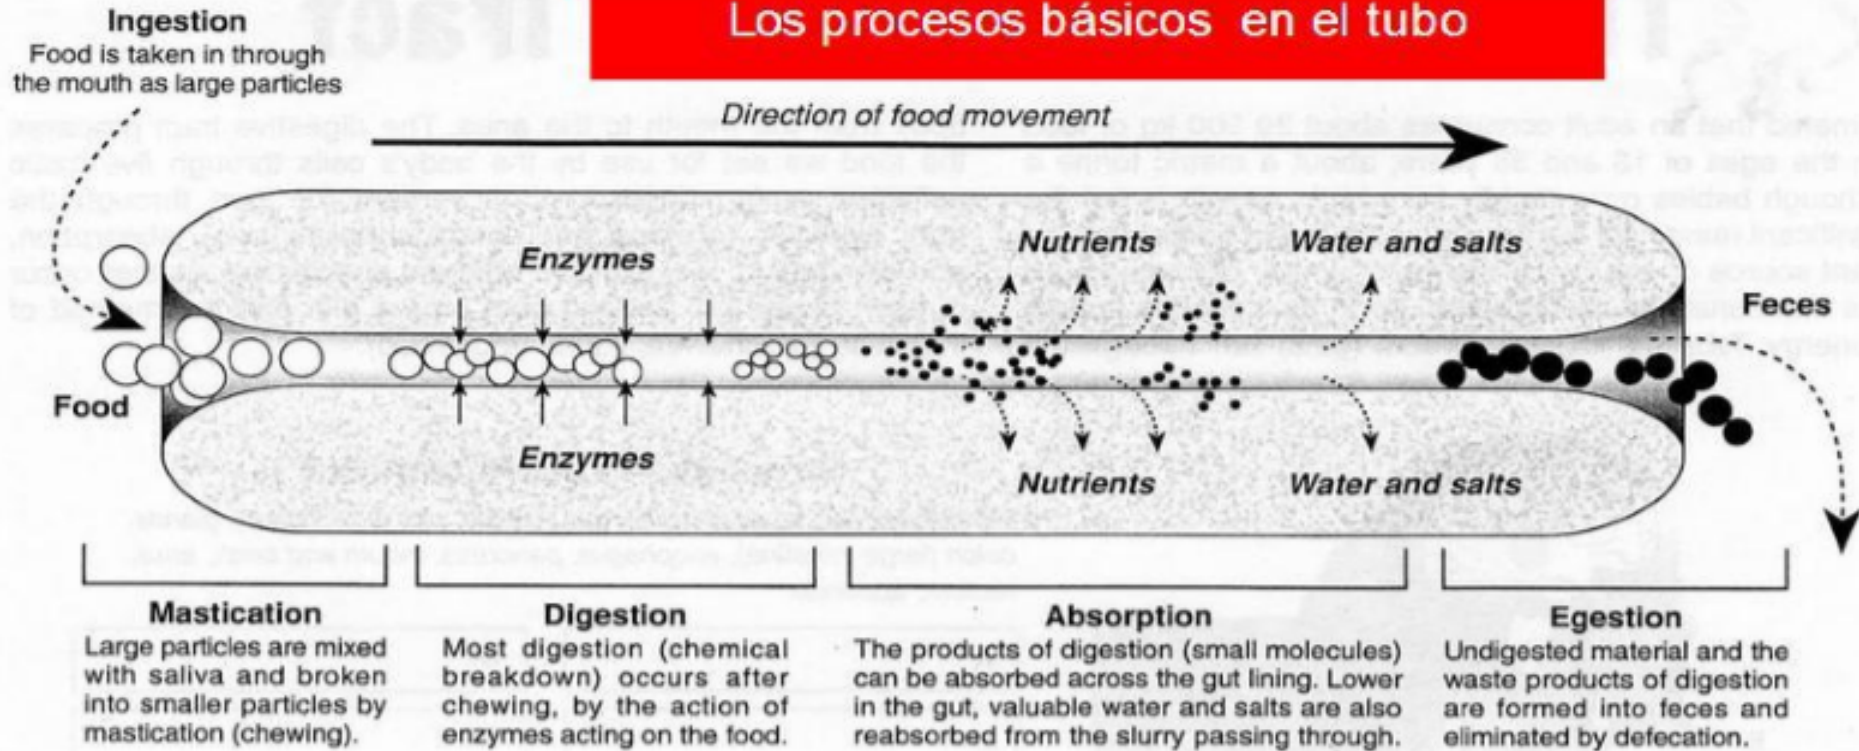 Los procesos básicos en el tubo
Ingestion
Food is taken in through
the mouth as large particles
Direction of food movement
Enzymes
Nutrients
Water and salts
Feces
Food
Enzymes
Nutrients
Water and salts
Mastication
Large particles are mixed
with saliva and broken
into smaller particles by
mastication (chewing).
Digestion
Most digestion (chemical
breakdown) occurs after
chewing, by the action of
enzymes acting on the food.
Absorption
The products of digestion (small molecules)
can be absorbed across the gut lining. Lower
in the gut, valuable water and salts are also
reabsorbed from the slurry passing through.
Egestion
Undigested material and the
waste products of digestion
are formed into feces and
eliminated by defecation.